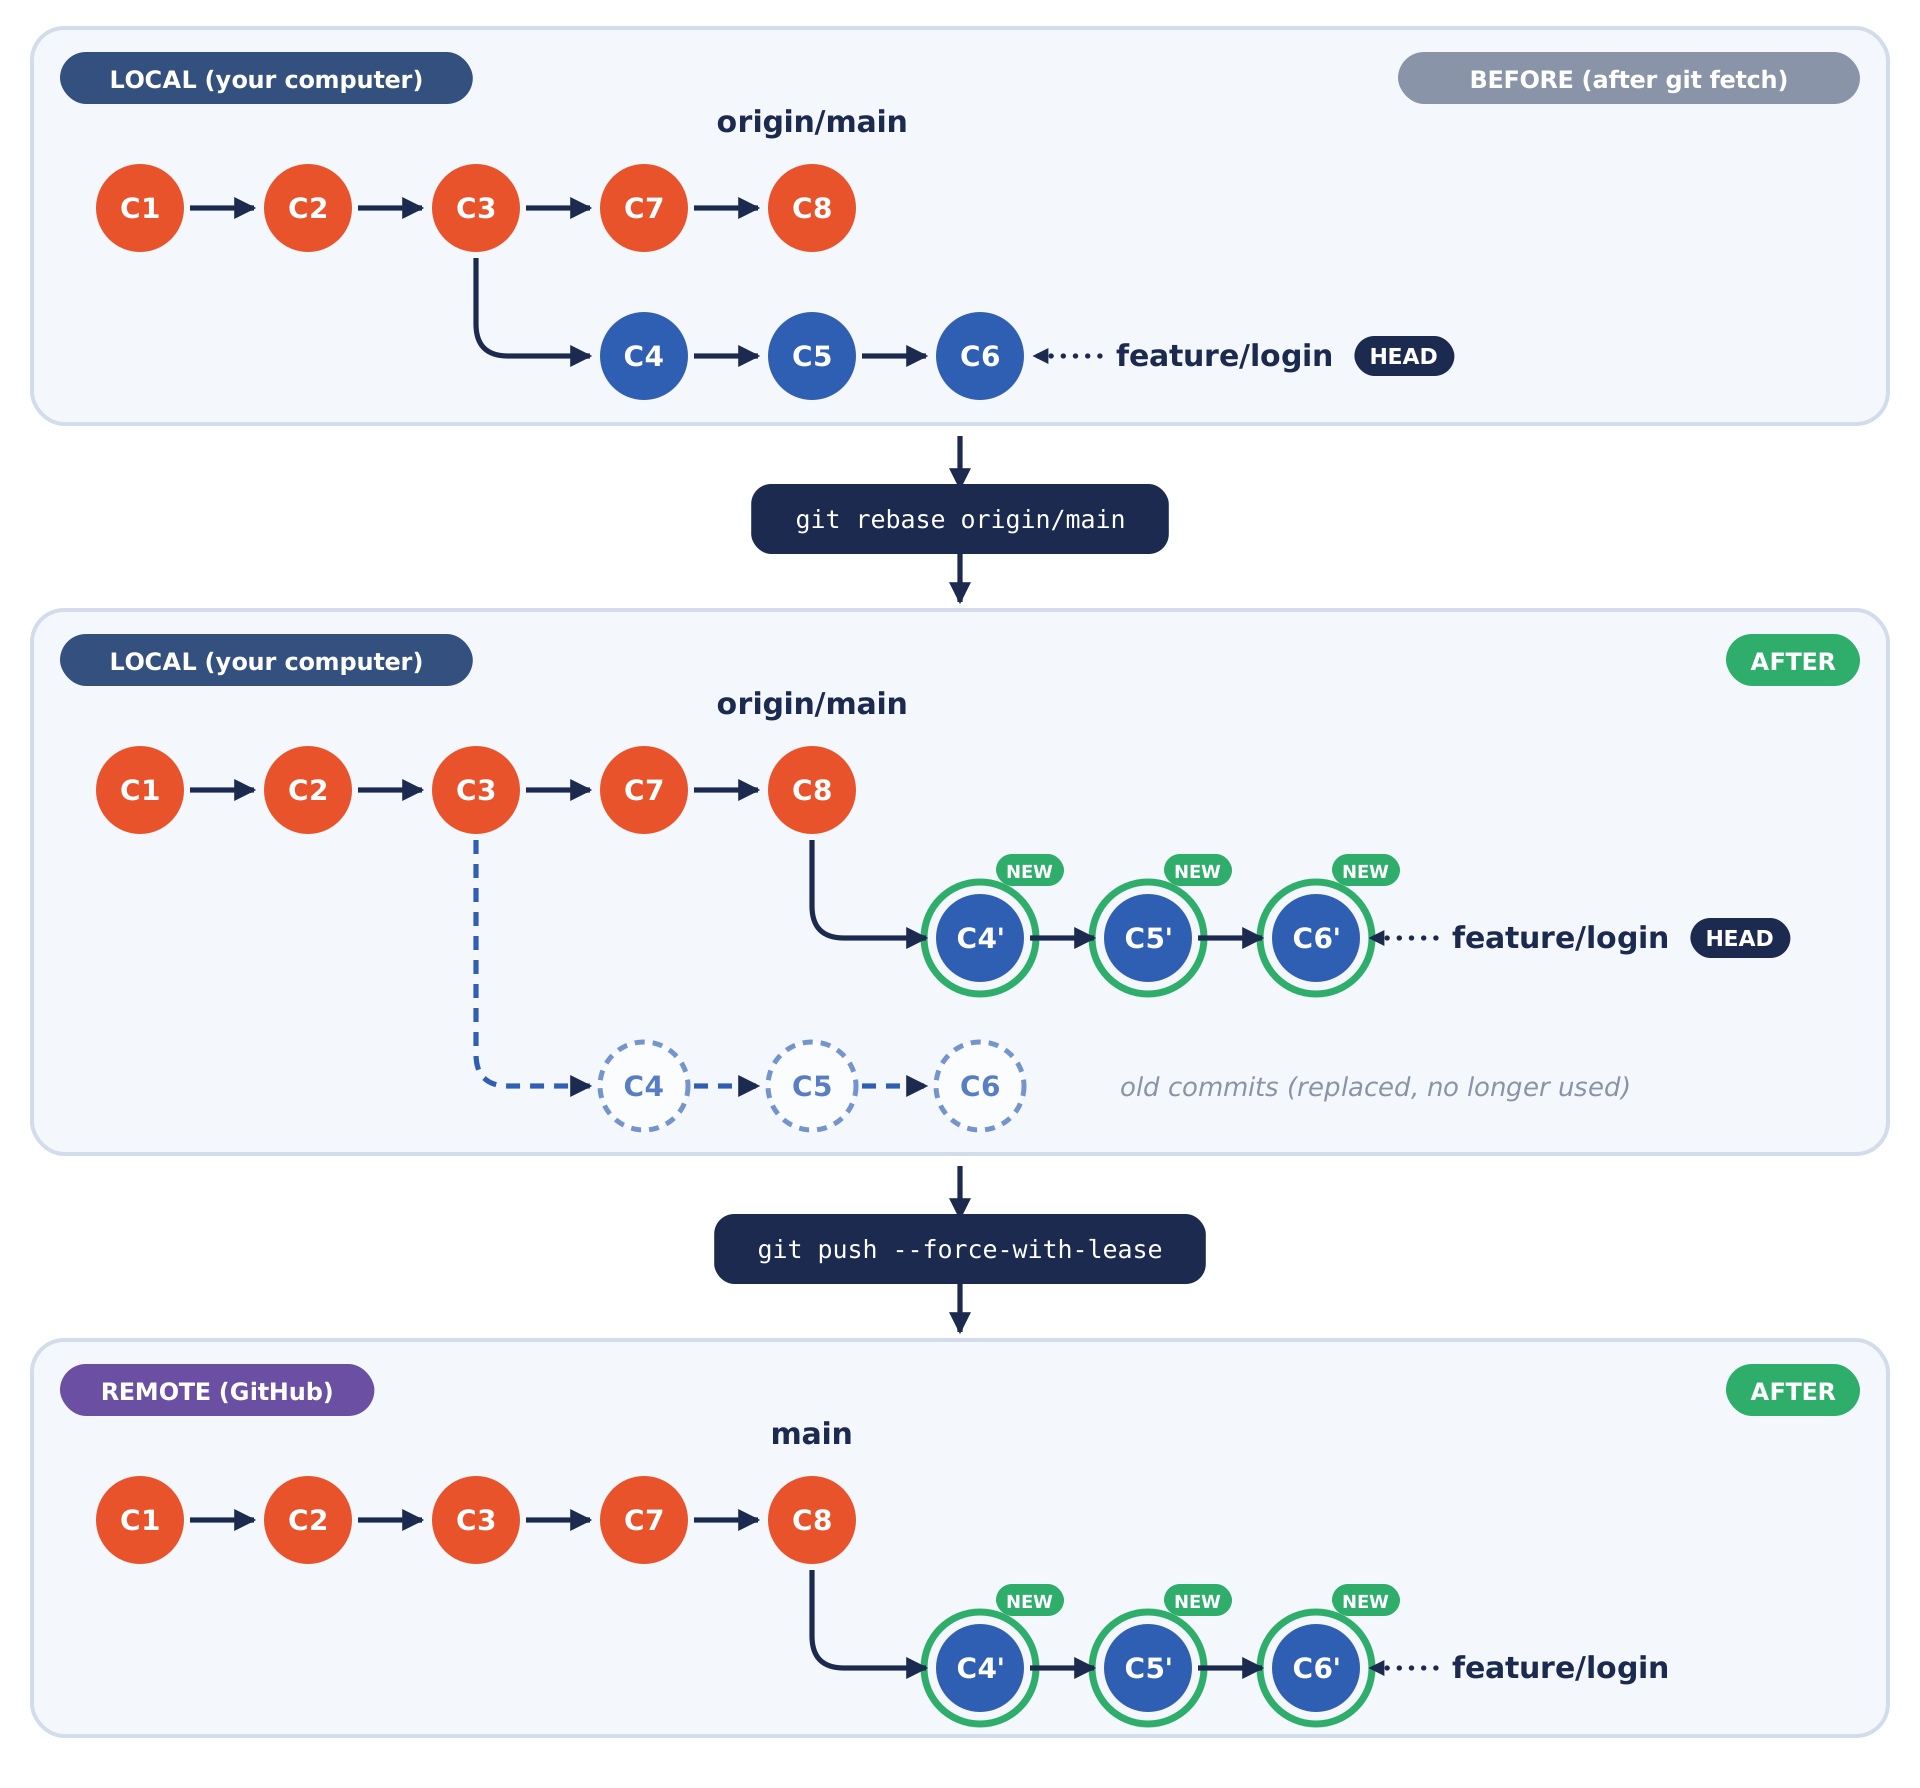 LOCAL (your computer)
BEFORE (after git fetch)
origin/main
C1 C2 C3 C7 C8
C4 C5 C6 feature/login HEAD
git rebase origin/main
LOCAL (your computer)
AFTER
origin/main
C1 C2 C3 C7 C8
NEW NEW NEW
C4' C5' C6' feature/login HEAD
C4 C5 C6 old commits (replaced, no longer used)
git push --force-with-lease
REMOTE (GitHub)
AFTER
main
C1 C2 C3 C7 C8
NEW NEW NEW
C4' C5' C6' feature/login